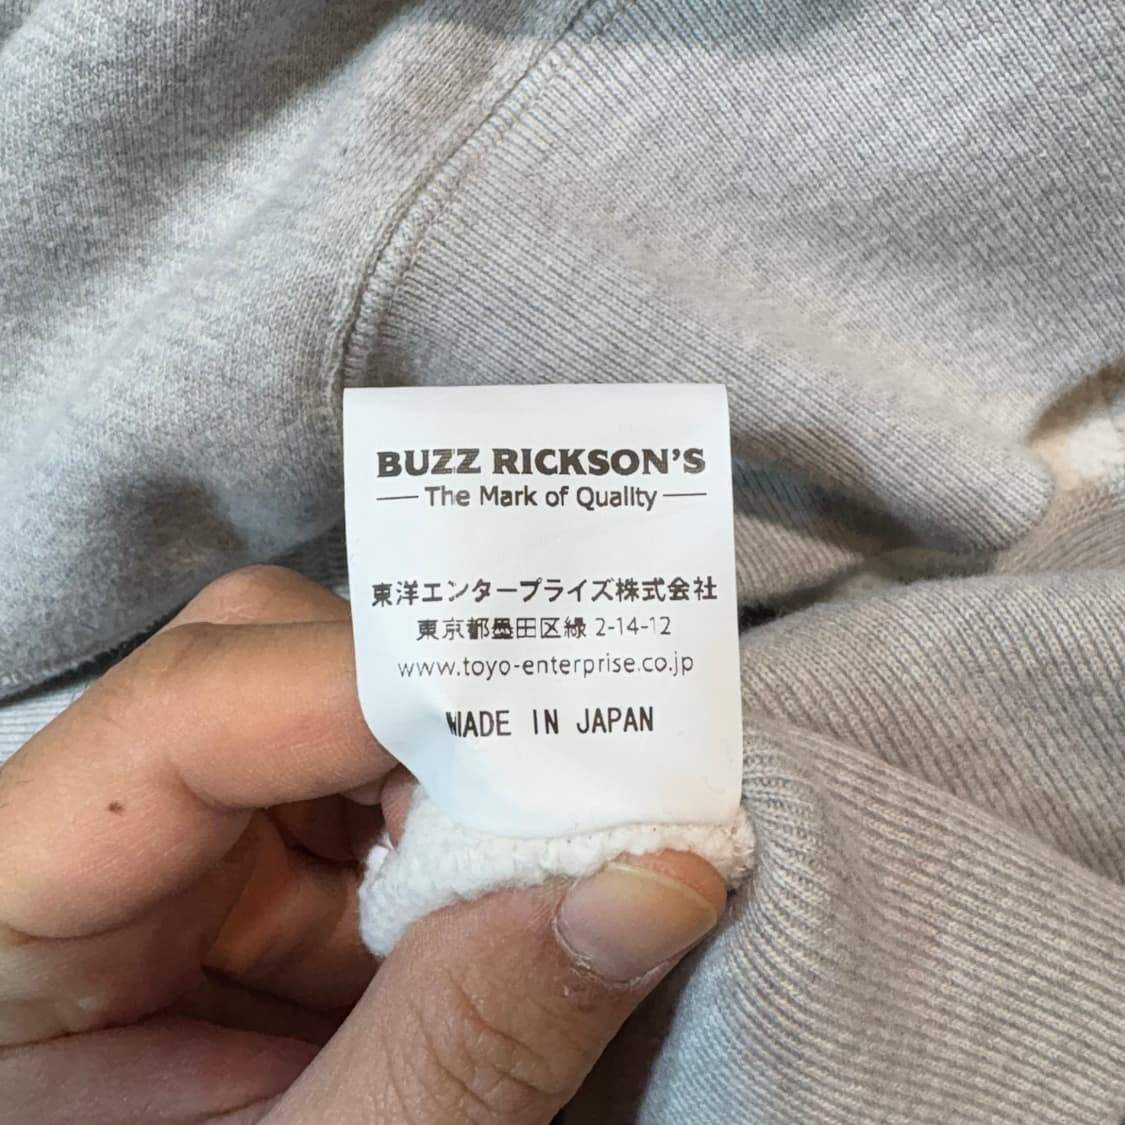 BUZZ RICKSON'S
The Mark of Quality
東洋エンタープライズ株式会社
東京都墨田区緑 2-14-12
www.toyo-enterprise.co.jp
MADE IN JAPAN